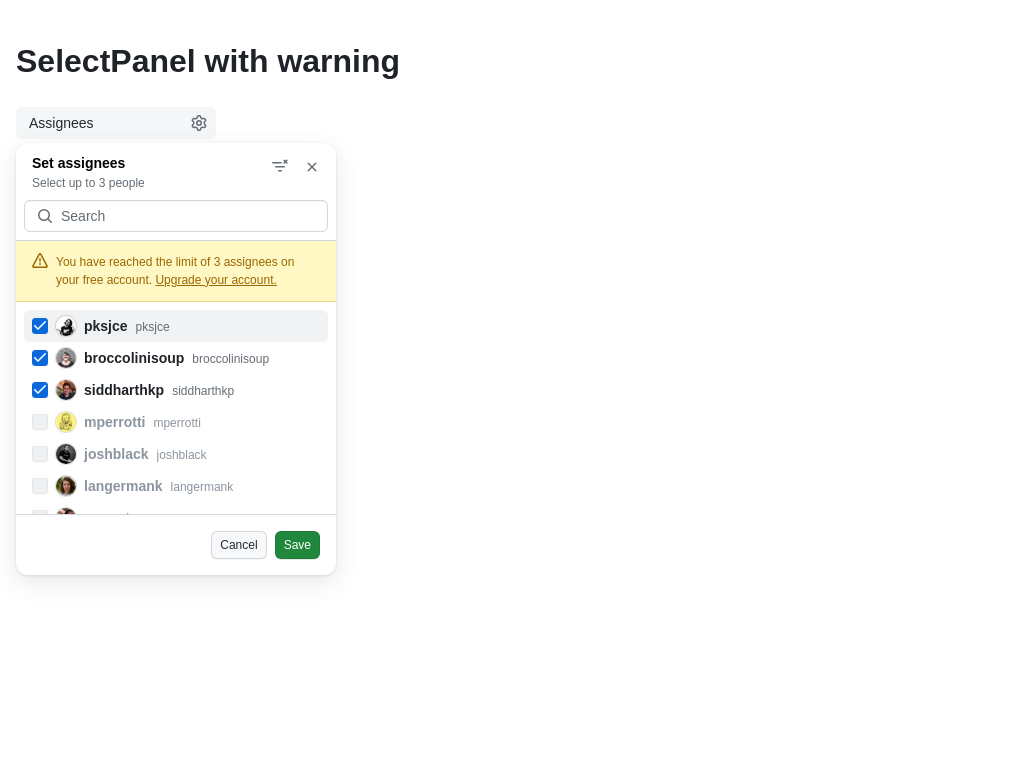 SelectPanel with warning
Assignees
Set assignees
Select up to 3 people
Search
You have reached the limit of 3 assignees on
your free account. Upgrade your account.
pksjce pksjce
broccolinisoup broccolinisoup
siddharthkp siddharthkp
mperrotti mperrotti
joshblack joshblack
langermank langermank
Cancel Save